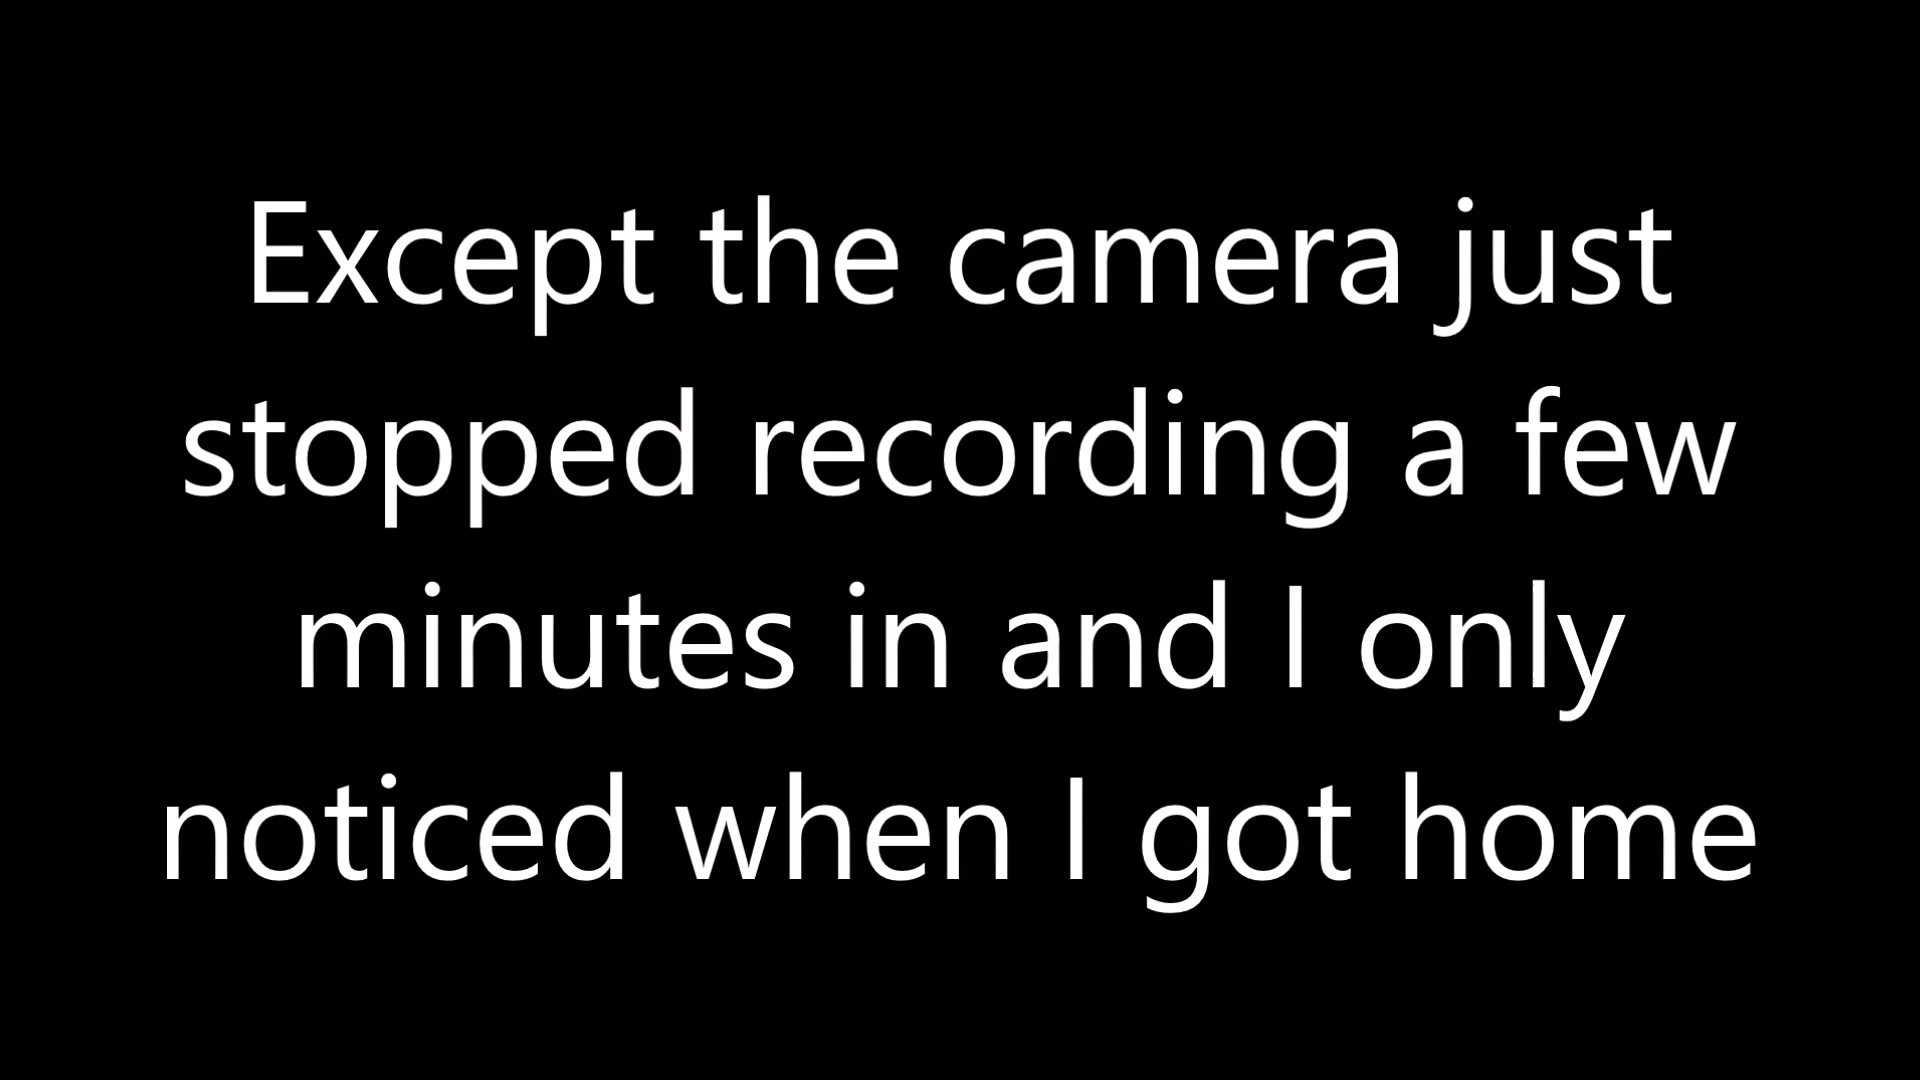 Except the camera just
stopped recording a few
minutes in and I only
noticed when I got home